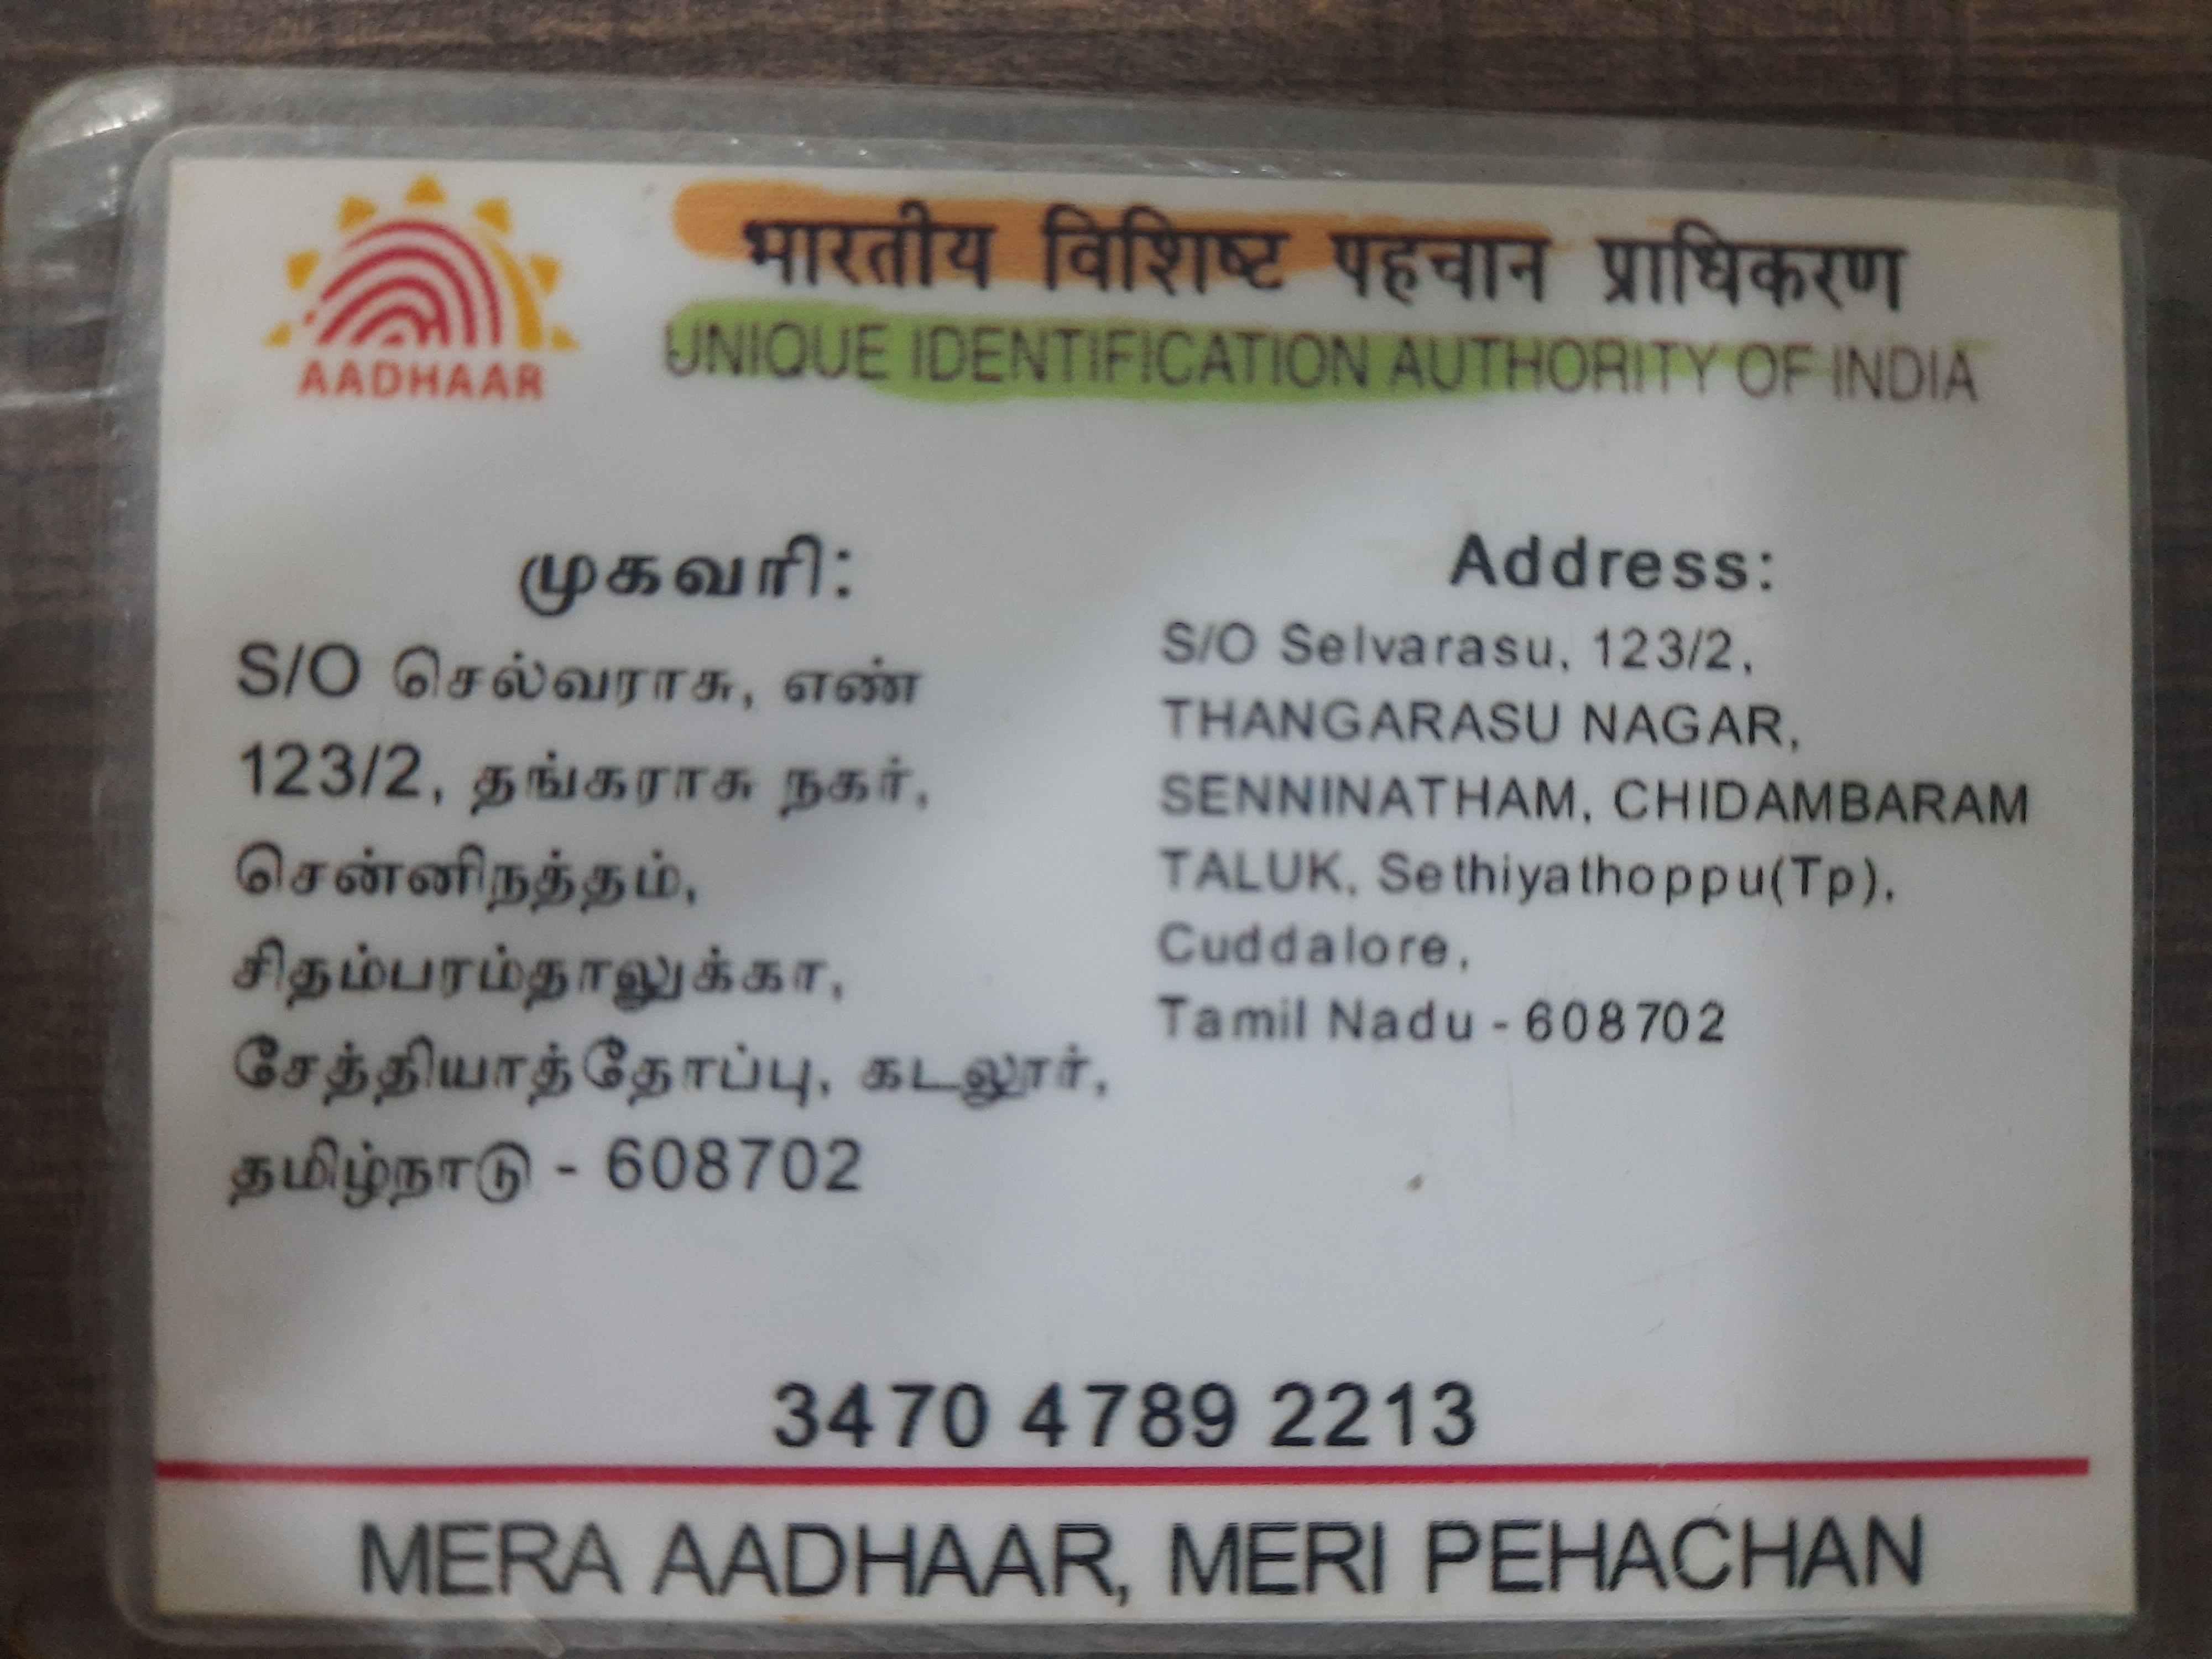 AADHAAR
भारतीय विशिष्ट पहचान प्राधिकरण
UNIQUE IDENTIFICATION AUTHORITY OF INDIA
முகவரி:
S/O செல்வராசு, எண்
123/2, தங்கராசு நகர்,
சென்னிநத்தம்,
சிதம்பரம்தாலுக்கா,
சேத்தியாத்தோப்பு, கடலூர்,
தமிழ்நாடு - 608702
Address:
S/O Selvarasu, 123/2,
THANGARASU NAGAR,
SENNINATHAM, CHIDAMBARAM
TALUK, Sethiyathoppu(Tp),
Cuddalore,
Tamil Nadu - 608702
3470 4789 2213
MERA AADHAAR, MERI PEHACHAN